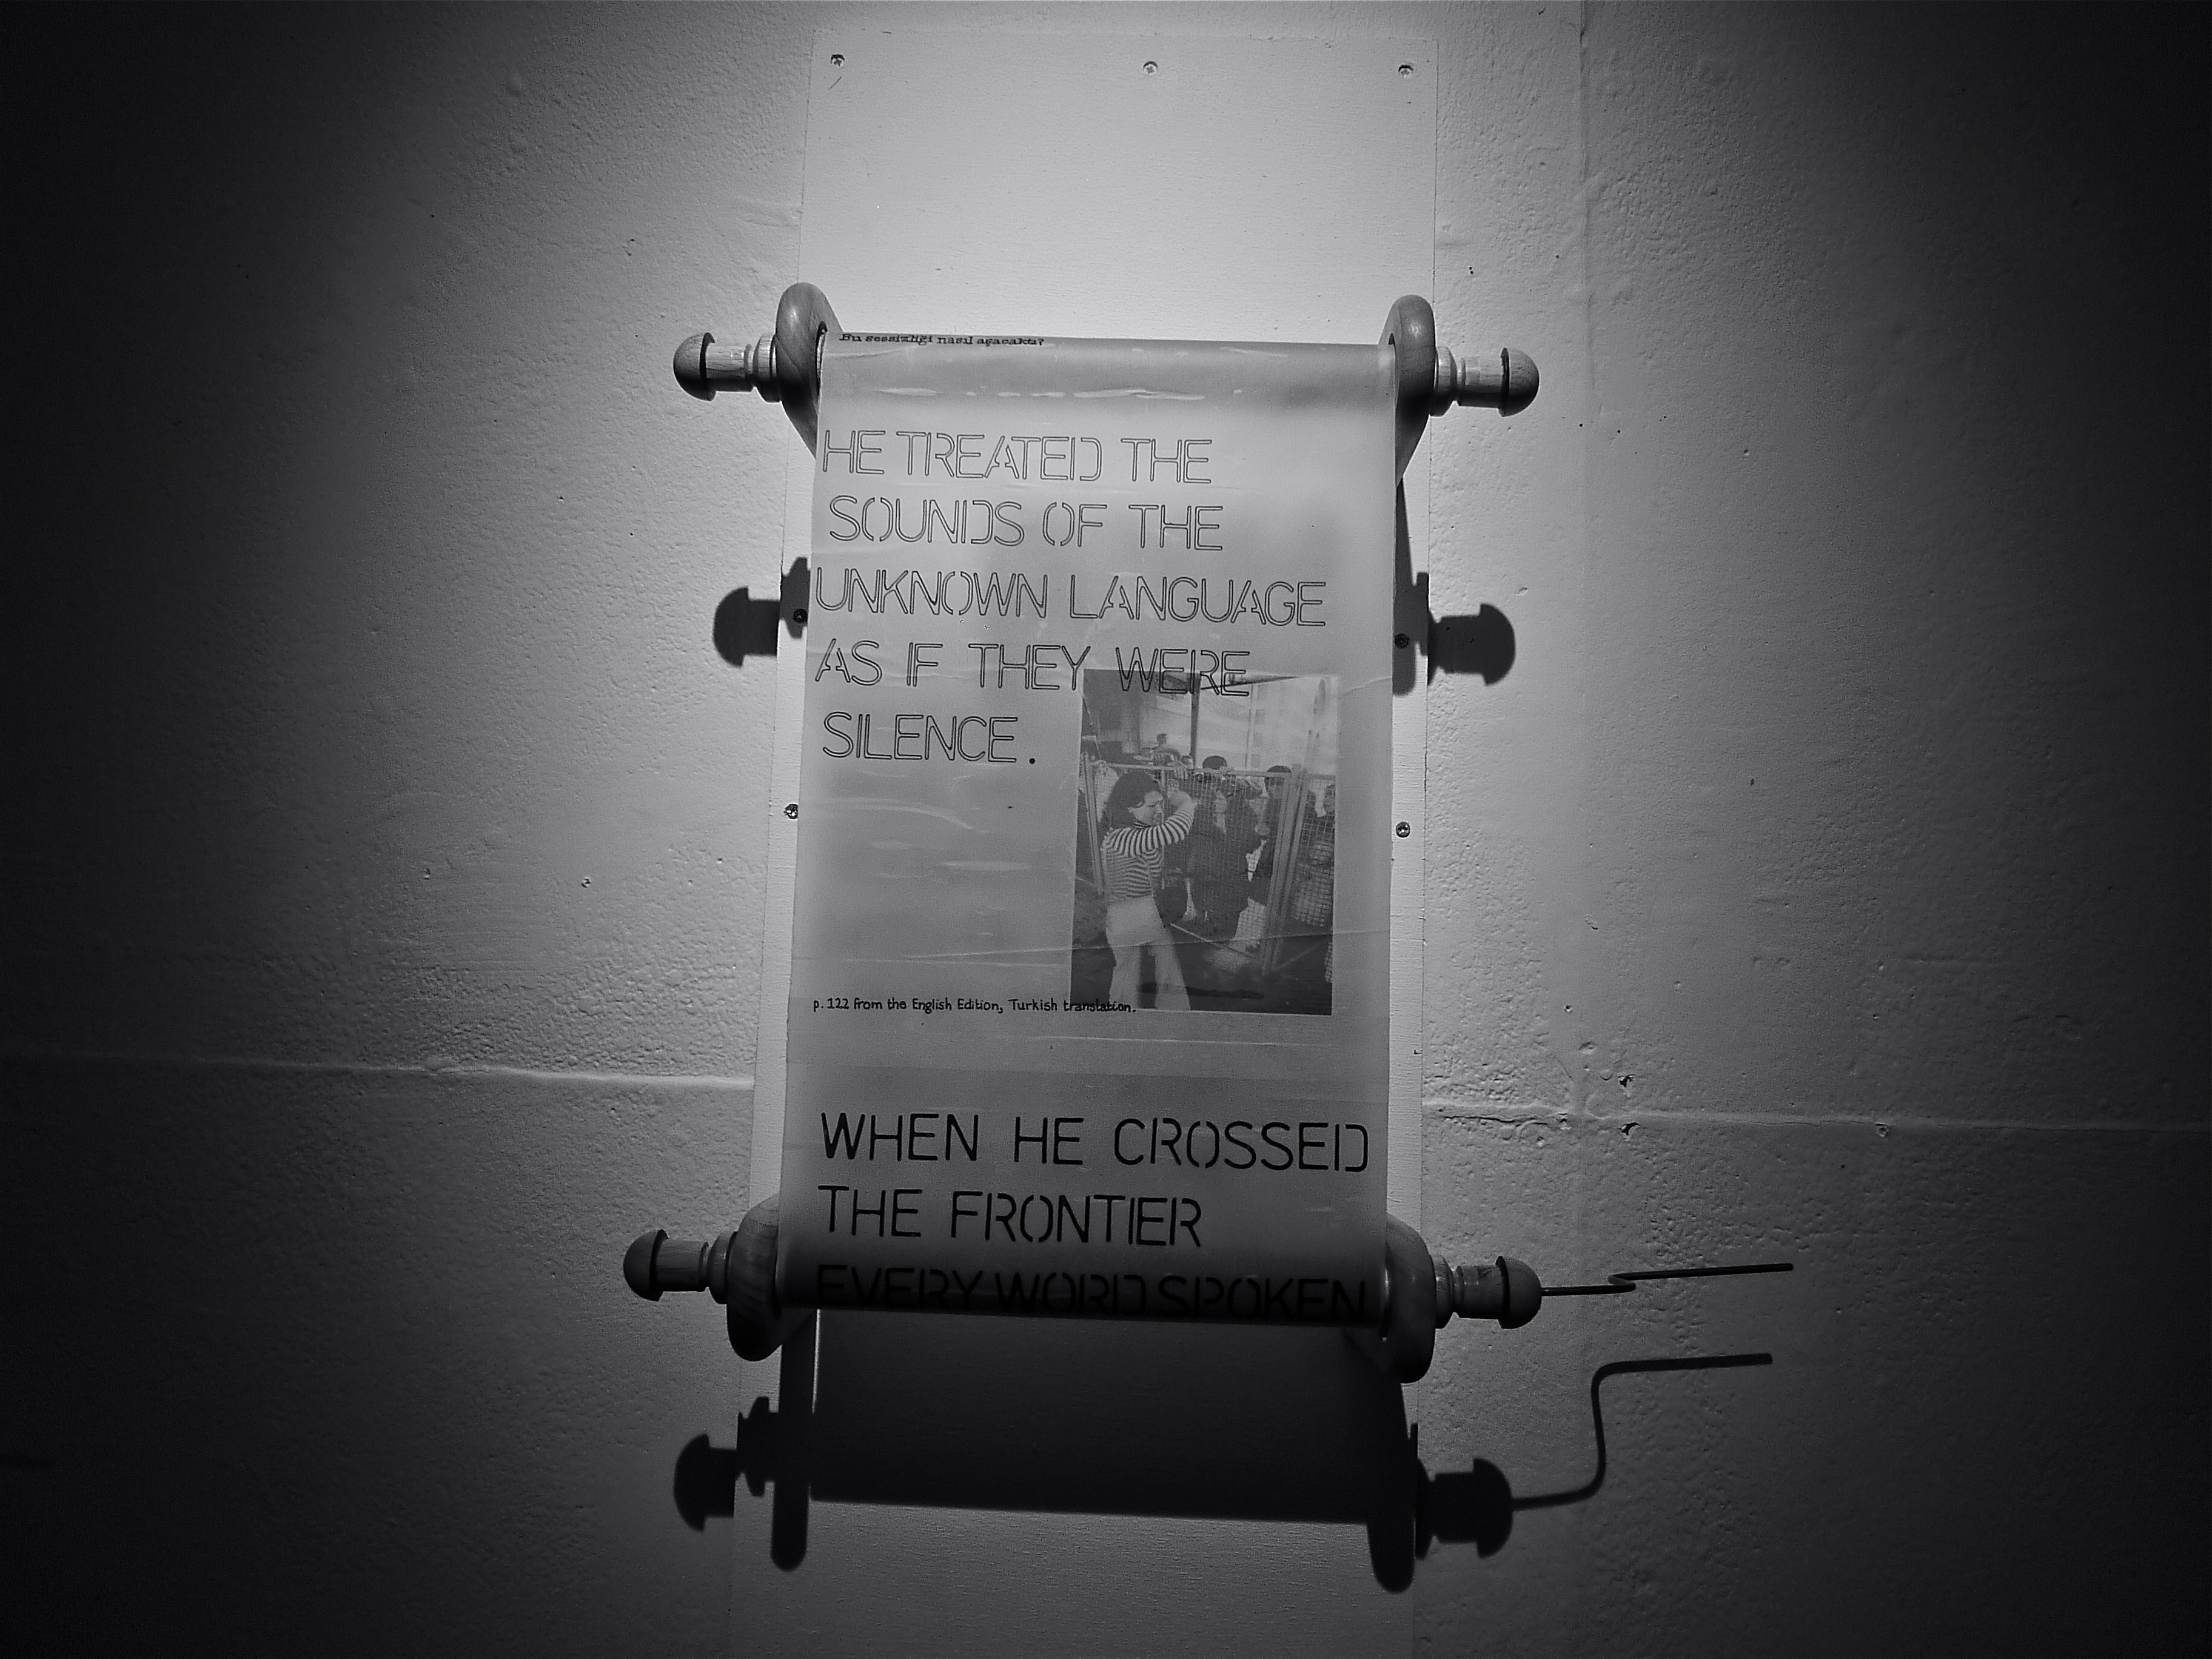 Bu sessizliği nasıl aşacaktı?
HE TREATED THE
SOUNDS OF THE
UNKNOWN LANGUAGE
AS IF THEY WERE
SILENCE.
p. 122 from the English Edition, Turkish translation.
WHEN HE CROSSED
THE FRONTIER
EVERY WORD SPOKEN